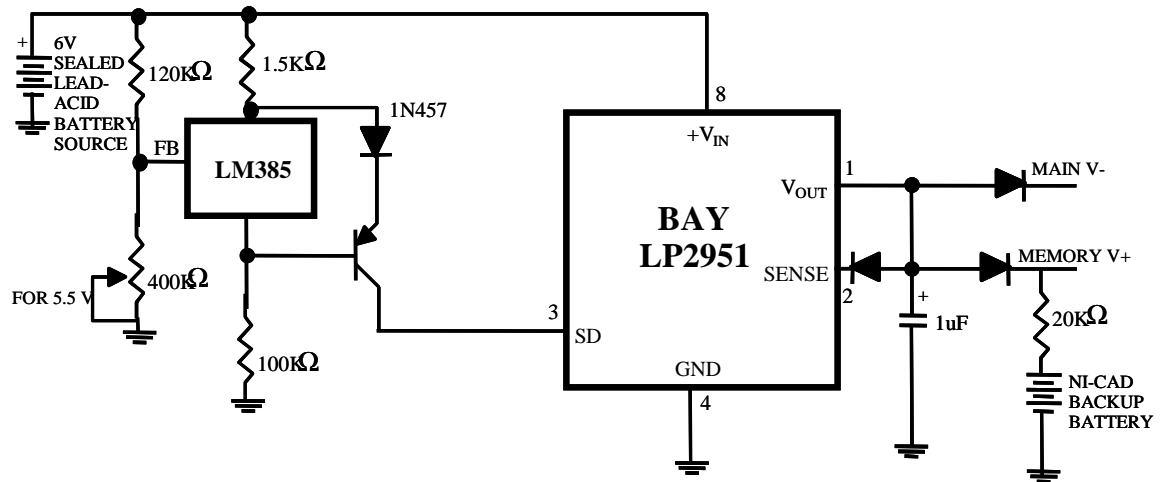 +
6V
SEALED
LEAD-
ACID
BATTERY
SOURCE
120KΩ
1.5KΩ
1N457
FB
LM385
400KΩ
FOR 5.5 V
100KΩ
8
+VIN
1
VOUT
BAY
LP2951
SENSE
2
3
SD
GND
4
MAIN V-
MEMORY V+
+
1uF
20KΩ
NI-CAD
BACKUP
BATTERY